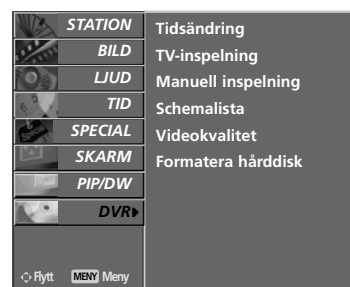 STATION
BILD
LJUD
TID
SPECIAL
SKARM
PIP/DW
DVR
Flytt MENY Meny
Tidsändring
TV-inspelning
Manuell inspelning
Schemalista
Videokvalitet
Formatera hårddisk